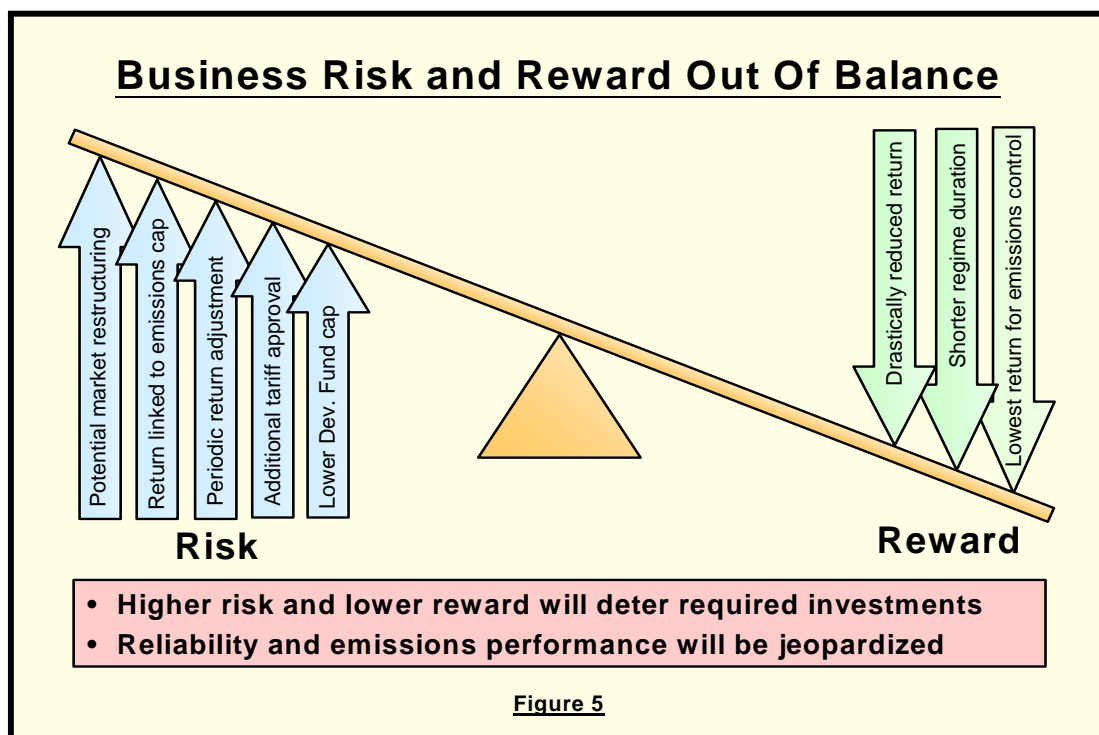 Business Risk and Reward Out Of Balance
Potential market restructuring
Return linked to emissions cap
Periodic return adjustment
Additional tariff approval
Lower Dev. Fund cap
Drastically reduced return
Shorter regime duration
Lowest return for emissions control
Risk
Reward
• Higher risk and lower reward will deter required investments
• Reliability and emissions performance will be jeopardized
Figure 5